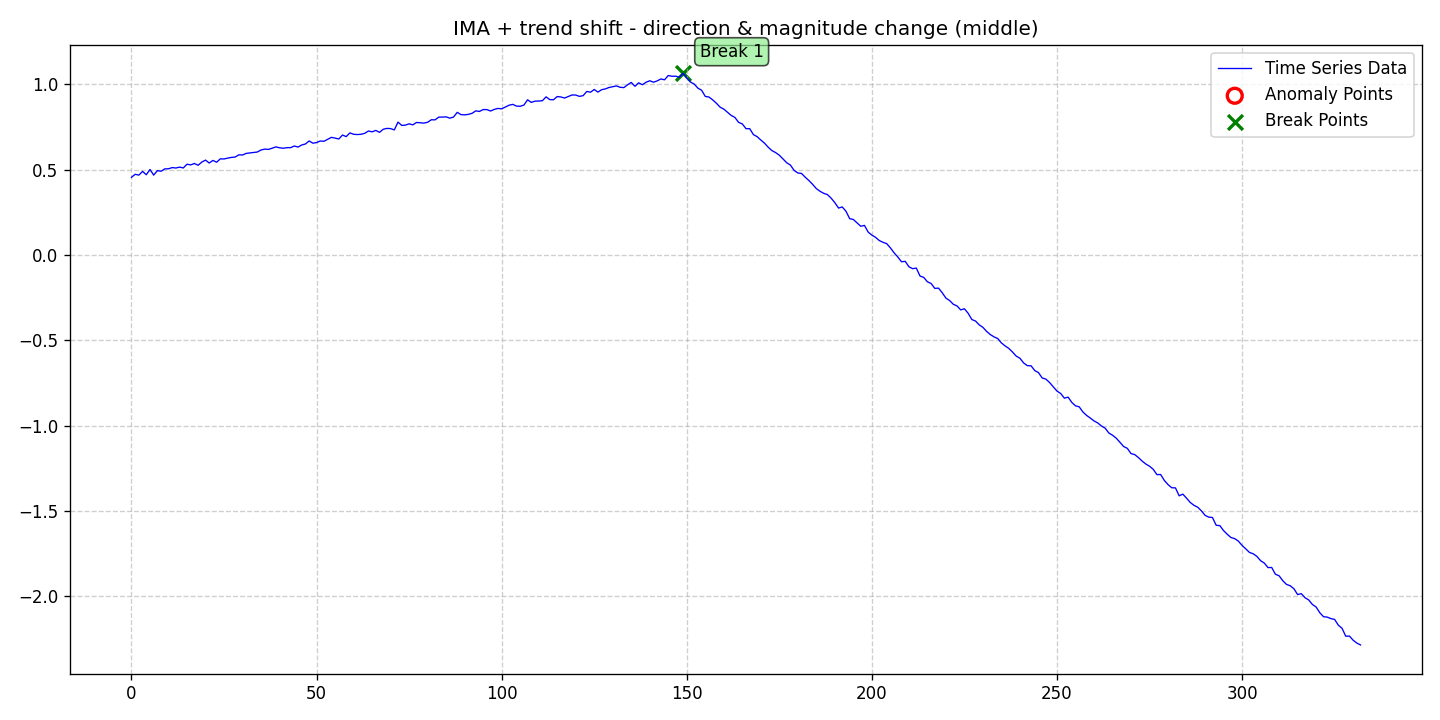 IMA + trend shift - direction & magnitude change (middle)
Break 1
Time Series Data
Anomaly Points
Break Points
1.0
0.5
0.0
−0.5
−1.0
−1.5
−2.0
0 50 100 150 200 250 300